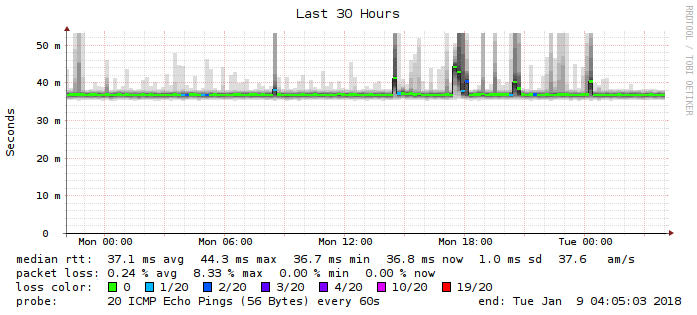 Last 30 Hours
RRDTOOL / TOBI OETIKER
Seconds
50 m
40 m
30 m
20 m
10 m
0
Mon 00:00 Mon 06:00 Mon 12:00 Mon 18:00 Tue 00:00
median rtt: 37.1 ms avg 44.3 ms max 36.7 ms min 36.8 ms now 1.0 ms sd 37.6 am/s
packet loss: 0.24 % avg 8.33 % max 0.00 % min 0.00 % now
loss color: 0 1/20 2/20 3/20 4/20 10/20 19/20
probe: 20 ICMP Echo Pings (56 Bytes) every 60s end: Tue Jan 9 04:05:03 2018